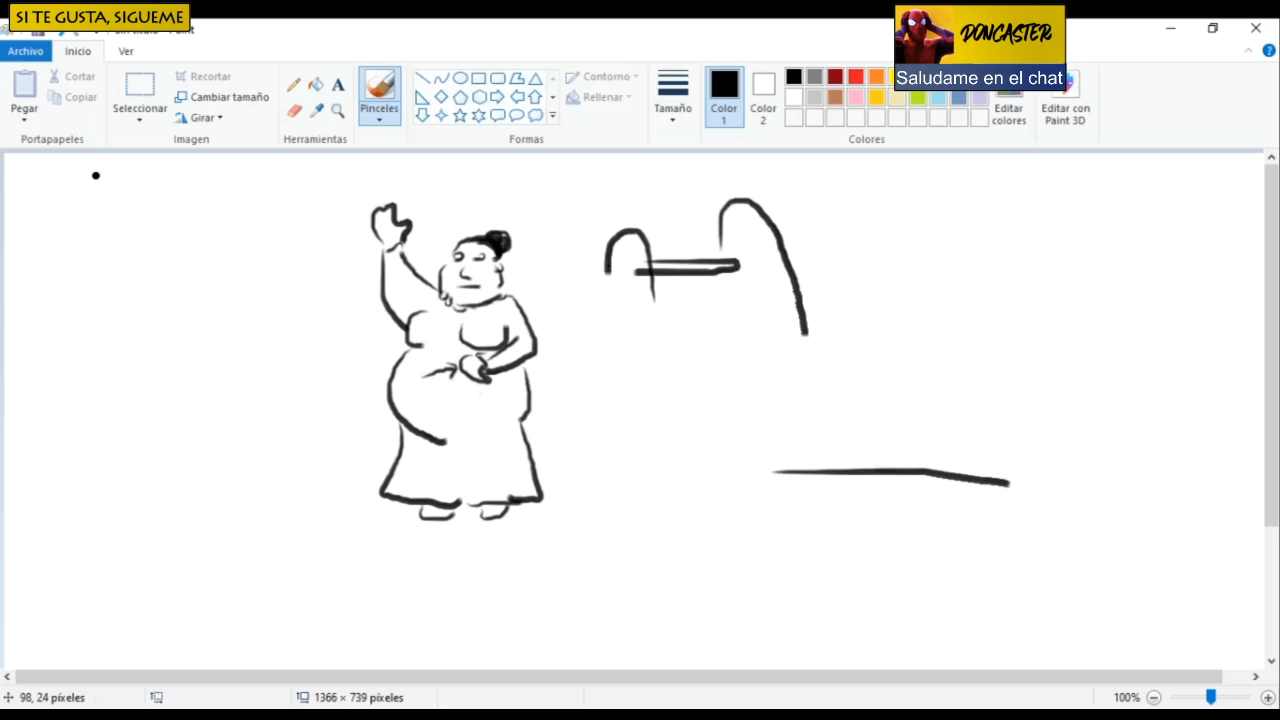 SI TE GUSTA, SIGUEME
DONCASTER
Saludame en el chat
Archivo
Inicio
Ver
Pegar
Cortar
Copiar
Portapapeles
Seleccionar
Recortar
Cambiar tamaño
Girar
Imagen
A
Herramientas
Pinceles
Formas
Contorno
Rellenar
Tamaño
Color
1
Color
2
Editar
colores
Editar con
Paint 3D
Colores
98, 24 píxeles
1366 × 739 píxeles
100%